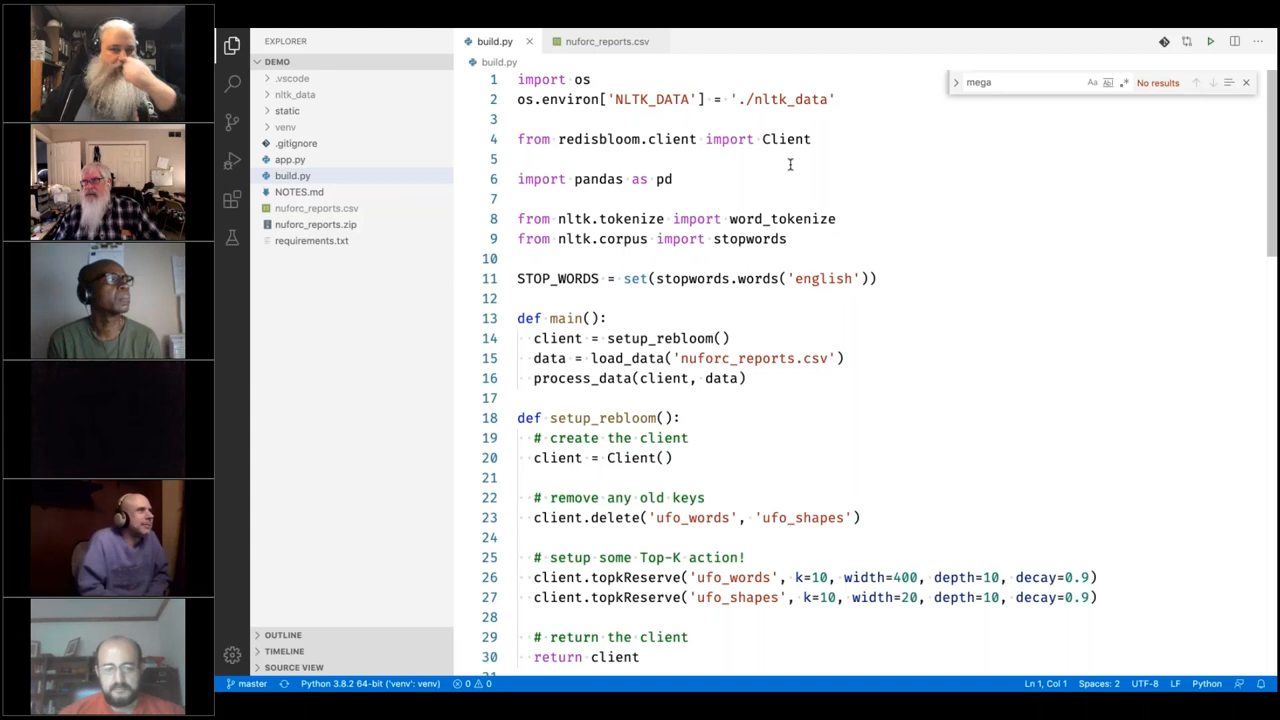 EXPLORER
DEMO
.vscode
nltk_data
static
venv
.gitignore
app.py
build.py
NOTES.md
nuforc_reports.csv
nuforc_reports.zip
requirements.txt
OUTLINE
TIMELINE
SOURCE VIEW
build.py
nuforc_reports.csv
build.py
mega
Aa
No results
1 import os
2 os.environ['NLTK_DATA'] = './nltk_data'
3
4 from redisbloom.client import Client
5
6 import pandas as pd
7
8 from nltk.tokenize import word_tokenize
9 from nltk.corpus import stopwords
10
11 STOP_WORDS = set(stopwords.words('english'))
12
13 def main():
14 client = setup_rebloom()
15 data = load_data('nuforc_reports.csv')
16 process_data(client, data)
17
18 def setup_rebloom():
19 # create the client
20 client = Client()
21
22 # remove any old keys
23 client.delete('ufo_words', 'ufo_shapes')
24
25 # setup some Top-K action!
26 client.topkReserve('ufo_words', k=10, width=400, depth=10, decay=0.9)
27 client.topkReserve('ufo_shapes', k=10, width=20, depth=10, decay=0.9)
28
29 # return the client
30 return client
master
Python 3.8.2 64-bit ('venv': venv)
0 0
Ln 1, Col 1
Spaces: 2
UTF-8
LF
Python